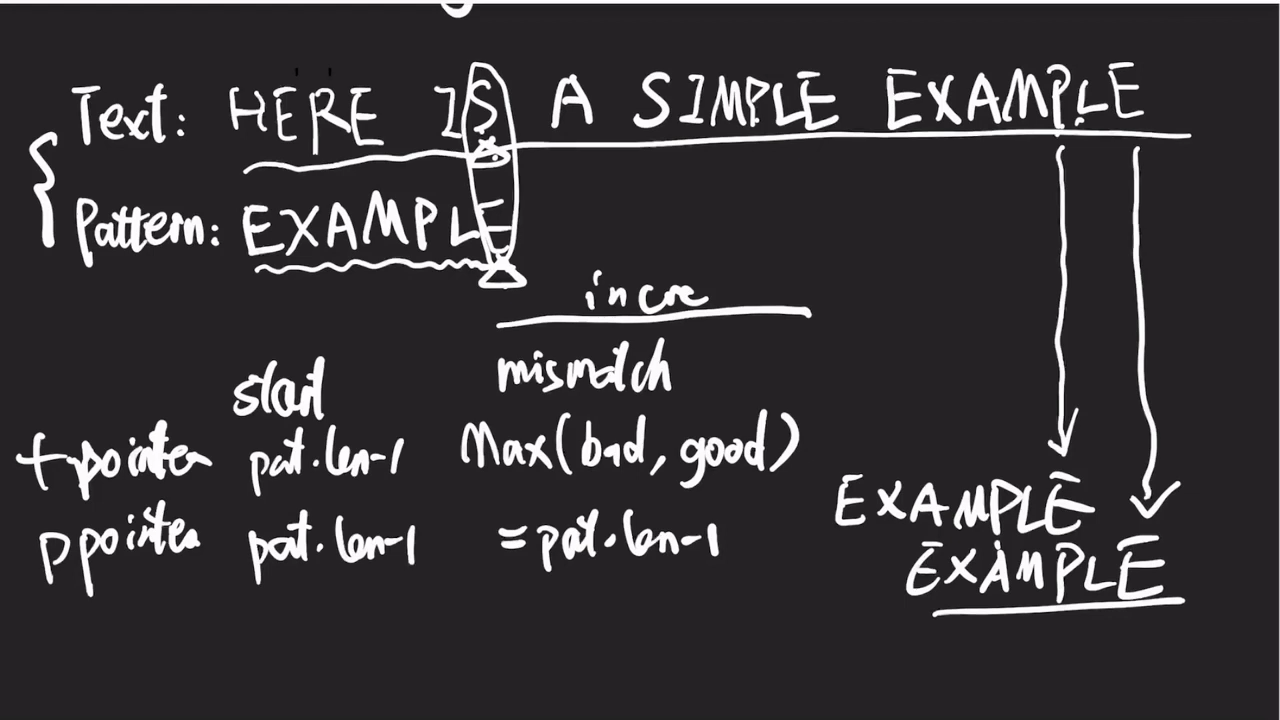 Text: HERE IS A SIMPLE EXAMPLE
Pattern: EXAMPLE
incre
start mismatch
t pointer pat.len-1 Max(bad, good)
EXAMPLE
p pointer pat.len-1 = pat.len-1
EXAMPLE